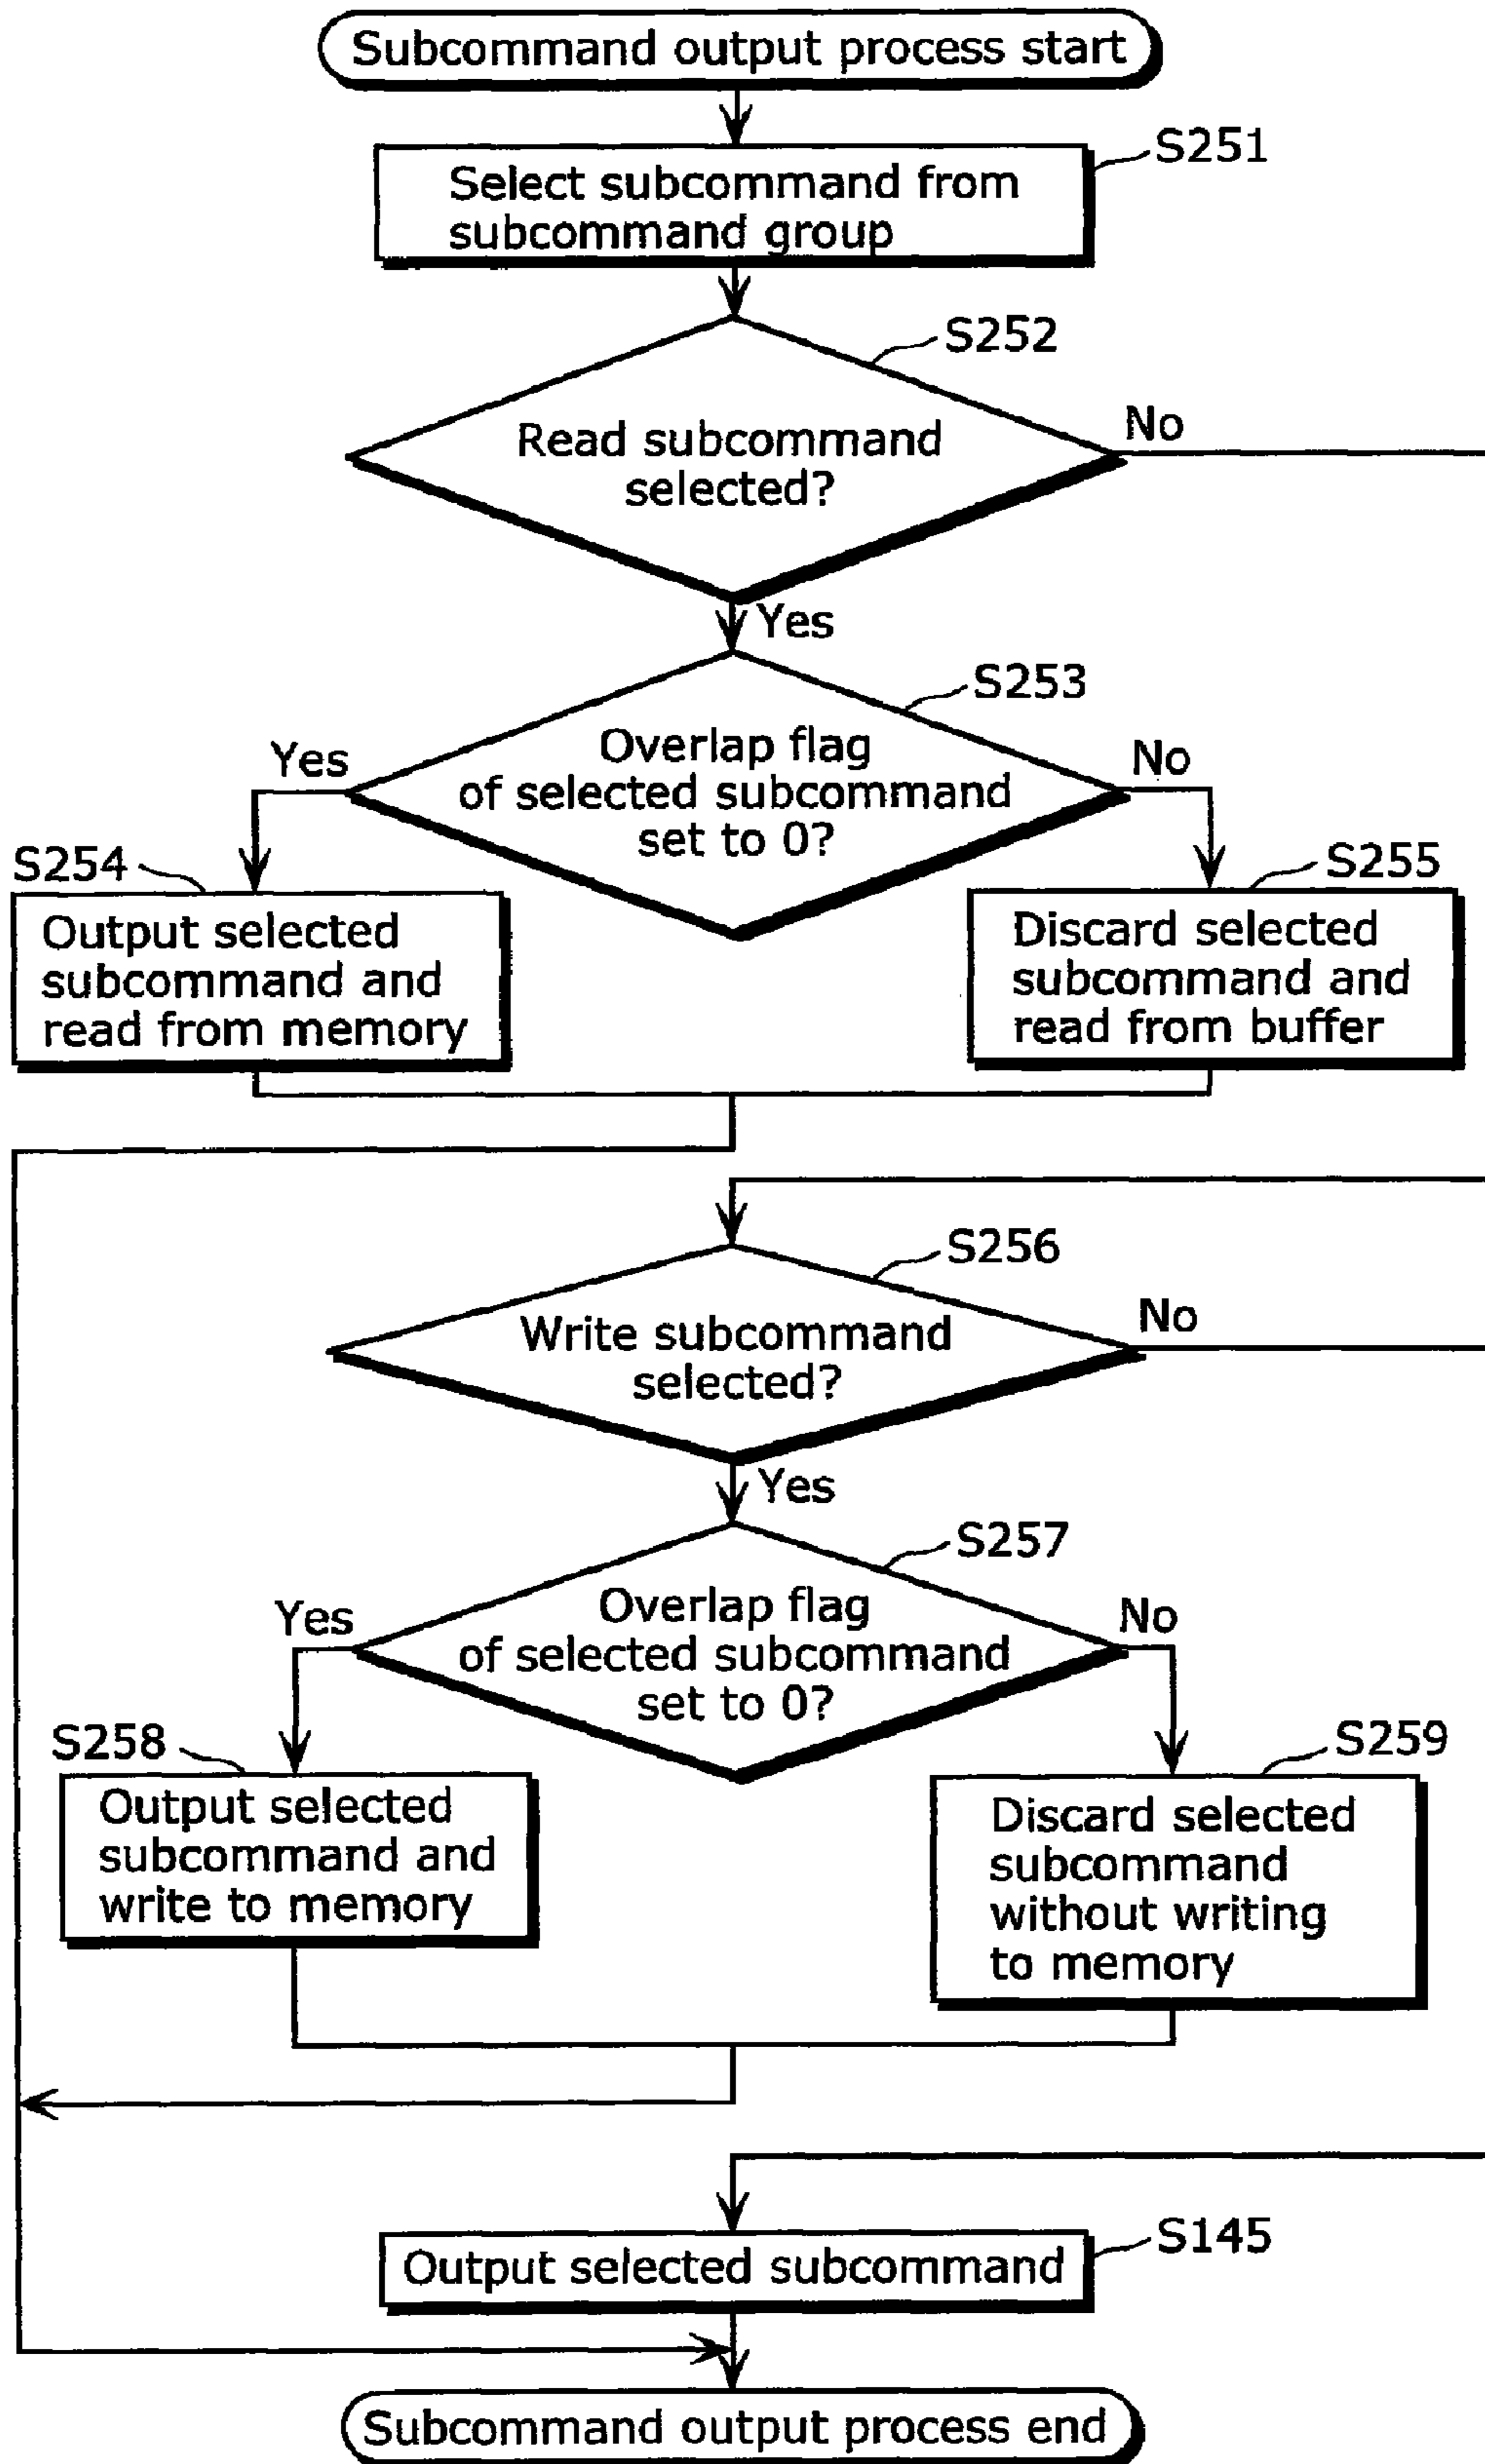 Subcommand output process start
S251
Select subcommand from
subcommand group
S252
Read subcommand
selected?
No
Yes
S253
Overlap flag
of selected subcommand
set to 0?
Yes
No
S254
Output selected
subcommand and
read from memory
S255
Discard selected
subcommand and
read from buffer
S256
Write subcommand
selected?
No
Yes
S257
Overlap flag
of selected subcommand
set to 0?
Yes
No
S258
Output selected
subcommand and
write to memory
S259
Discard selected
subcommand
without writing
to memory
S145
Output selected subcommand
Subcommand output process end